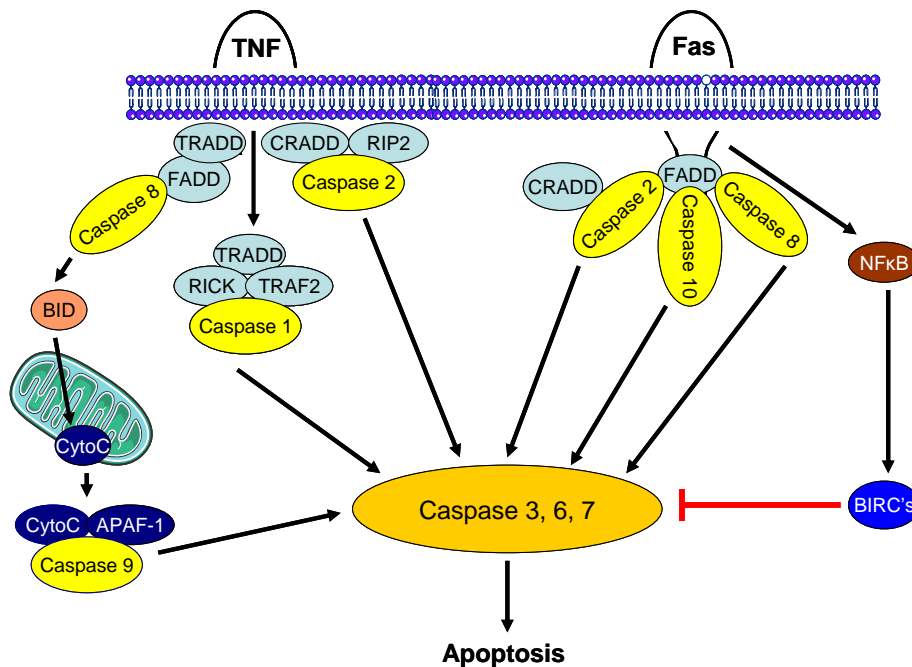 TNF
Fas
TRADD
CRADD
RIP2
FADD
Caspase 2
Caspase 8
CRADD
FADD
Caspase 2
Caspase 10
Caspase 8
TRADD
RICK
TRAF2
Caspase 1
NFκB
BID
CytoC
CytoC
APAF-1
Caspase 9
Caspase 3, 6, 7
BIRC's
Apoptosis